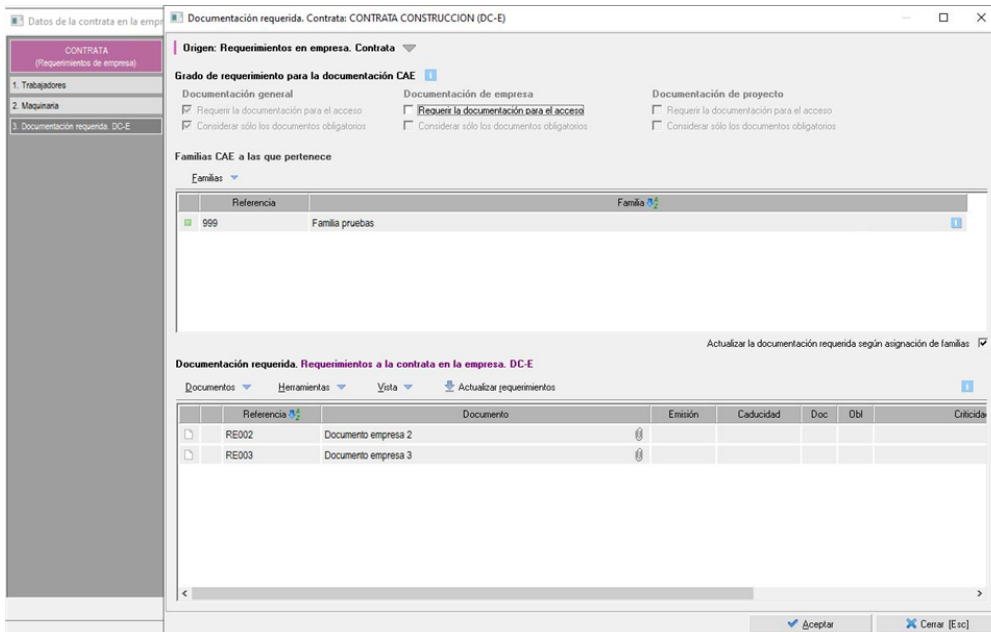 Datos de la contrata en la empr
CONTRATA
(Requerimientos de empresa)
1. Trabajadores
2. Maquinaria
3. Documentación requerida. DC-E
Documentación requerida. Contrata: CONTRATA CONSTRUCCION (DC-E)
Origen: Requerimientos en empresa. Contrata
Grado de requerimiento para la documentación CAE
Documentación general Documentación de empresa Documentación de proyecto
Requerir la documentación para el acceso Requerir la documentación para el acceso Requerir la documentación para el acceso
Considerar sólo los documentos obligatorios Considerar sólo los documentos obligatorios Considerar sólo los documentos obligatorios
Familias CAE a las que pertenece
Familias
Referencia Familia
999 Familia pruebas
Actualizar la documentación requerida según asignación de familias
Documentación requerida. Requerimientos a la contrata en la empresa. DC-E
Documentos Herramientas Vista Actualizar requerimientos
Referencia Documento Emisión Caducidad Doc Obl Criticida
RE002 Documento empresa 2
RE003 Documento empresa 3
Aceptar Cerrar [Esc]